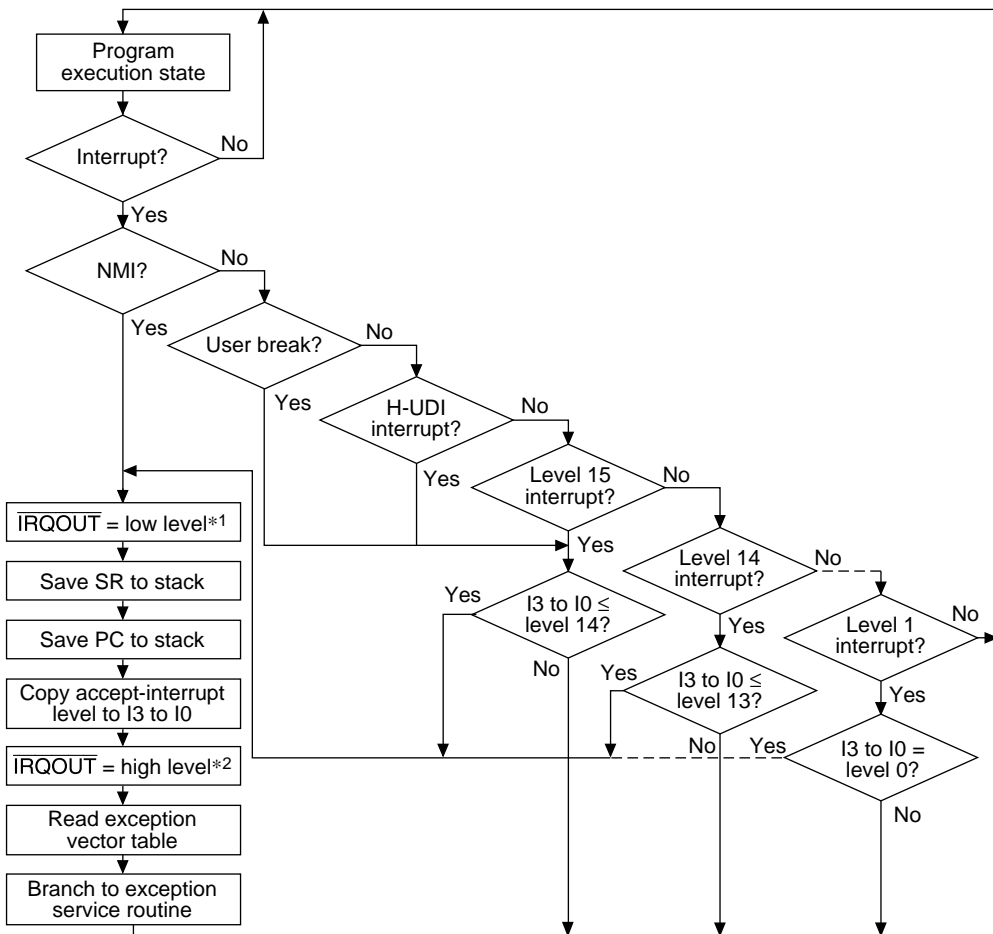 Program
execution state
Interrupt?
No
Yes
NMI?
No
Yes
User break?
No
Yes
H-UDI
interrupt?
No
Yes
Level 15
interrupt?
No
Yes
Level 14
interrupt?
No
Yes
Level 1
interrupt?
No
Yes
I3 to I0 ≤
level 14?
Yes
No
I3 to I0 ≤
level 13?
Yes
No
I3 to I0 =
level 0?
Yes
No
IRQOUT = low level*1
Save SR to stack
Save PC to stack
Copy accept-interrupt
level to I3 to I0
IRQOUT = high level*2
Read exception
vector table
Branch to exception
service routine